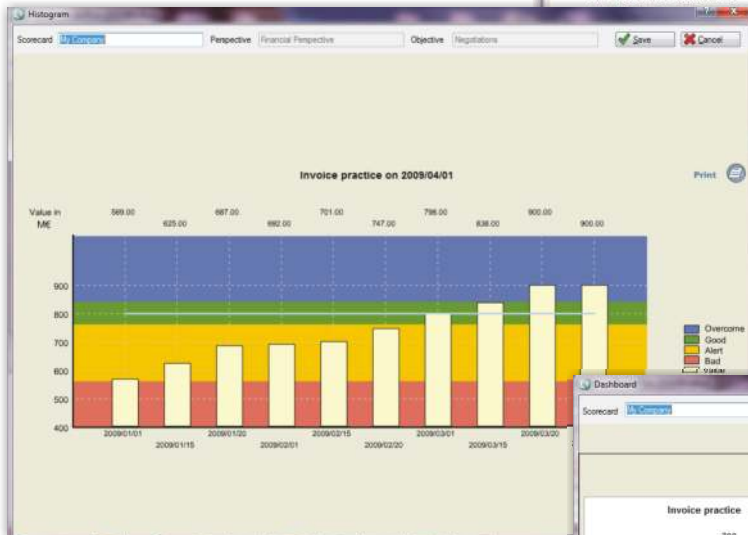 Histogram
Scorecard My Company Perspective Financial Perspective Objective Negotiations Save Cancel
Invoice practice on 2009/04/01
Print
Value in
M€
569.00 687.00 701.00 798.00 900.00
625.00 692.00 747.00 838.00 900.00
900
800
700
600
500
400
Overcome
Good
Alert
Bad
Value
2009/01/01 2009/01/20 2009/02/15 2009/03/01 2009/03/20
2009/01/15 2009/02/01 2009/02/20 2009/03/15
Dashboard
Scorecard My Company
Invoice practice